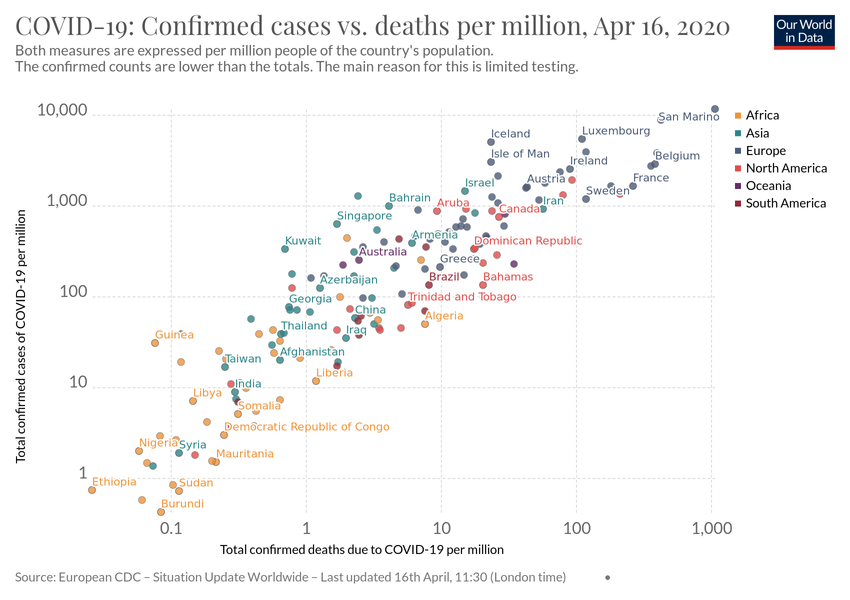 COVID-19: Confirmed cases vs. deaths per million, Apr 16, 2020
Our World
in Data
Both measures are expressed per million people of the country's population.
The confirmed counts are lower than the totals. The main reason for this is limited testing.
Total confirmed cases of COVID-19 per million
10,000
1,000
100
10
1
San Marino
Iceland
Luxembourg
Isle of Man
Ireland
Belgium
Israel
Austria
France
Bahrain
Aruba
Sweden
Iran
Singapore
Canada
Kuwait
Armenia
Dominican Republic
Australia
Greece
Azerbaijan
Brazil
Bahamas
Georgia
Trinidad and Tobago
China
Algeria
Thailand
Iraq
Guinea
Afghanistan
Taiwan
Liberia
India
Libya
Somalia
Democratic Republic of Congo
Nigeria
Syria
Mauritania
Ethiopia
Sudan
Burundi
Africa
Asia
Europe
North America
Oceania
South America
0.1
1
10
100
1,000
Total confirmed deaths due to COVID-19 per million
Source: European CDC – Situation Update Worldwide – Last updated 16th April, 11:30 (London time)